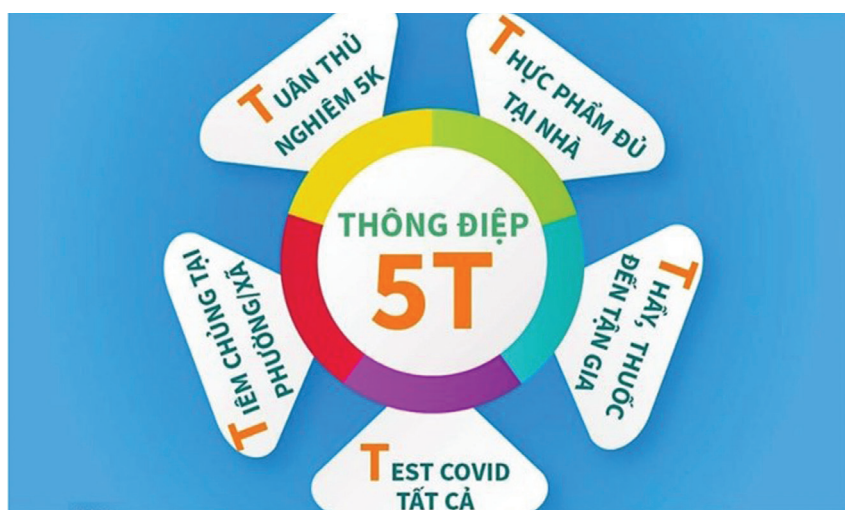 TUÂN THỦ
NGHIÊM 5K
THỰC PHẨM ĐỦ
TẠI NHÀ
THÔNG ĐIỆP
5T
TIÊM CHỦNG TẠI
PHƯỜNG/XÃ
THẦY, THUỐC
ĐẾN TẬN GIA
TEST COVID
TẤT CẢ